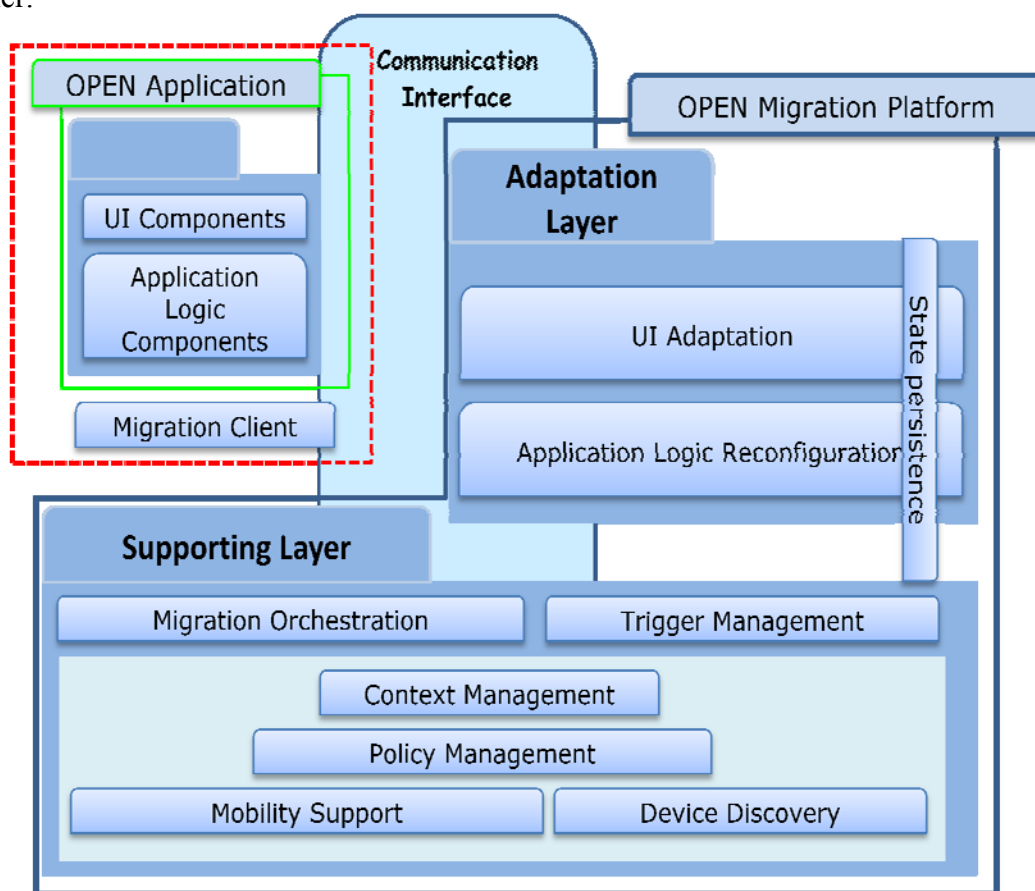 er.
Communication
Interface
OPEN Application
OPEN Migration Platform
Adaptation
Layer
UI Components
Application
Logic
Components
UI Adaptation
State persistence
Migration Client
Application Logic Reconfiguration
Supporting Layer
Migration Orchestration
Trigger Management
Context Management
Policy Management
Mobility Support
Device Discovery